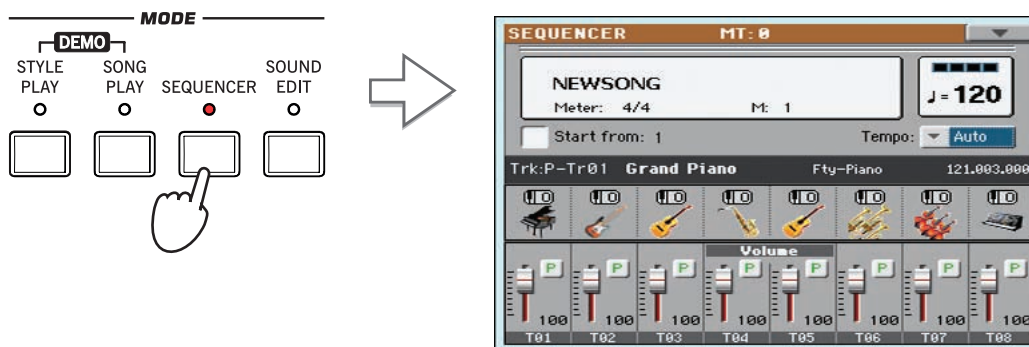 MODE
DEMO
STYLE PLAY
SONG PLAY
SEQUENCER
SOUND EDIT
SEQUENCER MT: 0
NEWSONG
Meter: 4/4 M: 1
♩ = 120
Start from: 1 Tempo: Auto
Trk:P-Tr01 Grand Piano Fty-Piano 121.003.000
Volume
P P P P P P P P
100 100 100 100 100 100 100 100
T01 T02 T03 T04 T05 T06 T07 T08